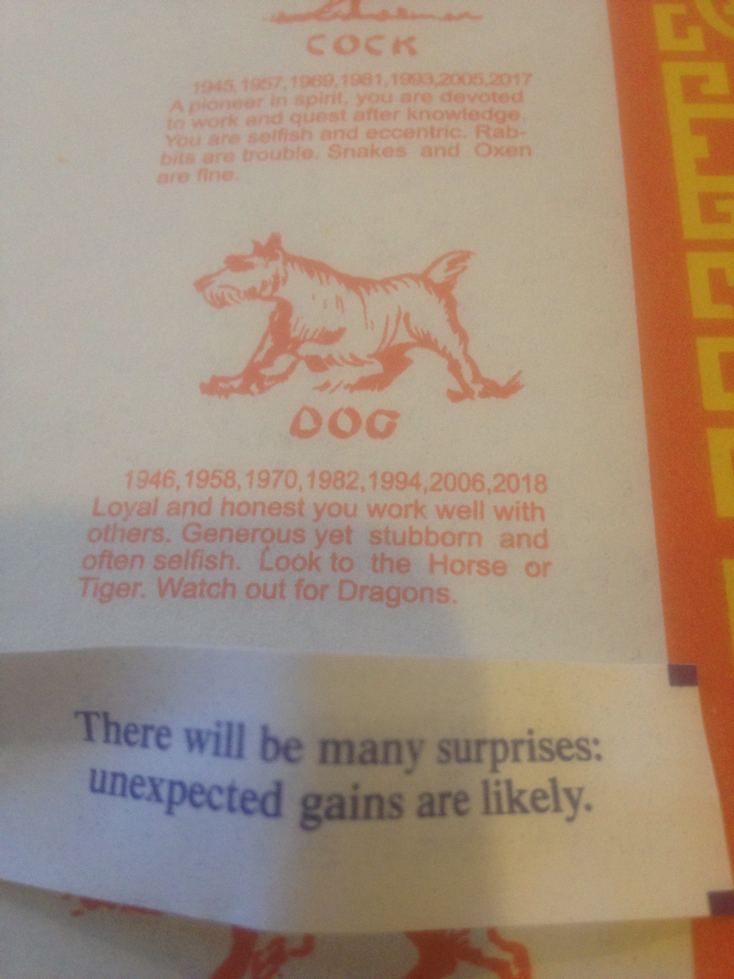 COCK
1945,1957,1969,1981,1993,2005,2017
A pioneer in spirit, you are devoted
to work and quest after knowledge.
You are selfish and eccentric. Rab-
bits are trouble. Snakes and Oxen
are fine.
DOG
1946,1958,1970,1982,1994,2006,2018
Loyal and honest you work well with
others. Generous yet stubborn and
often selfish. Look to the Horse or
Tiger. Watch out for Dragons.
There will be many surprises:
unexpected gains are likely.